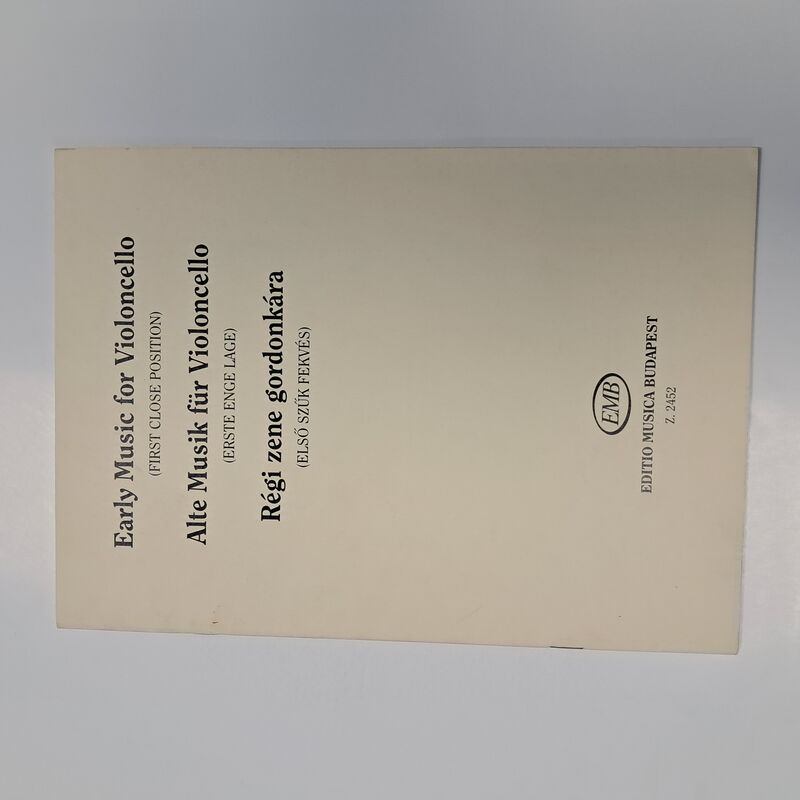 Early Music for Violoncello
(FIRST CLOSE POSITION)
Alte Musik für Violoncello
(ERSTE ENGE LAGE)
Régi zene gordonkára
(ELSŐ SZŰK FEKVÉS)
EMB
EDITIO MUSICA BUDAPEST
Z. 2452